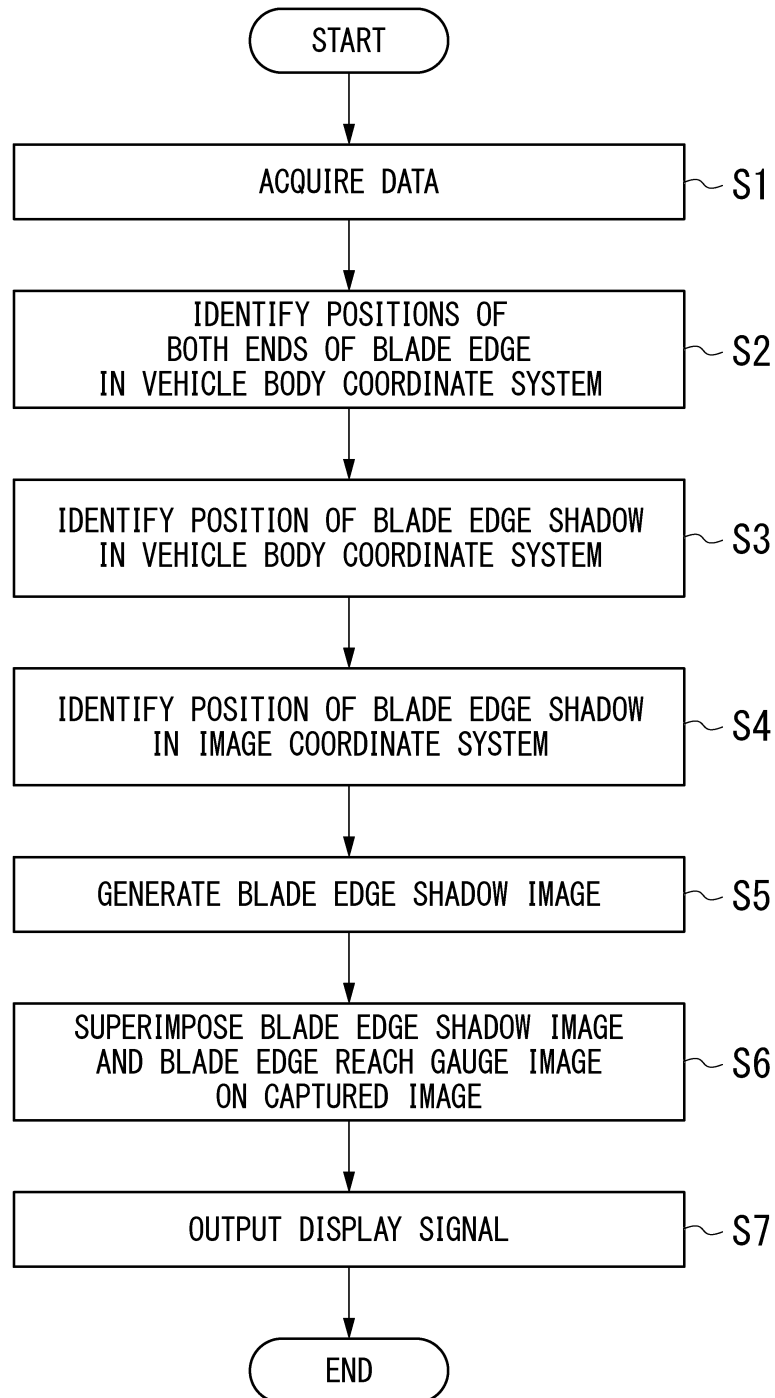 START
ACQUIRE DATA
S1
IDENTIFY POSITIONS OF
BOTH ENDS OF BLADE EDGE
IN VEHICLE BODY COORDINATE SYSTEM
S2
IDENTIFY POSITION OF BLADE EDGE SHADOW
IN VEHICLE BODY COORDINATE SYSTEM
S3
IDENTIFY POSITION OF BLADE EDGE SHADOW
IN IMAGE COORDINATE SYSTEM
S4
GENERATE BLADE EDGE SHADOW IMAGE
S5
SUPERIMPOSE BLADE EDGE SHADOW IMAGE
AND BLADE EDGE REACH GAUGE IMAGE
ON CAPTURED IMAGE
S6
OUTPUT DISPLAY SIGNAL
S7
END